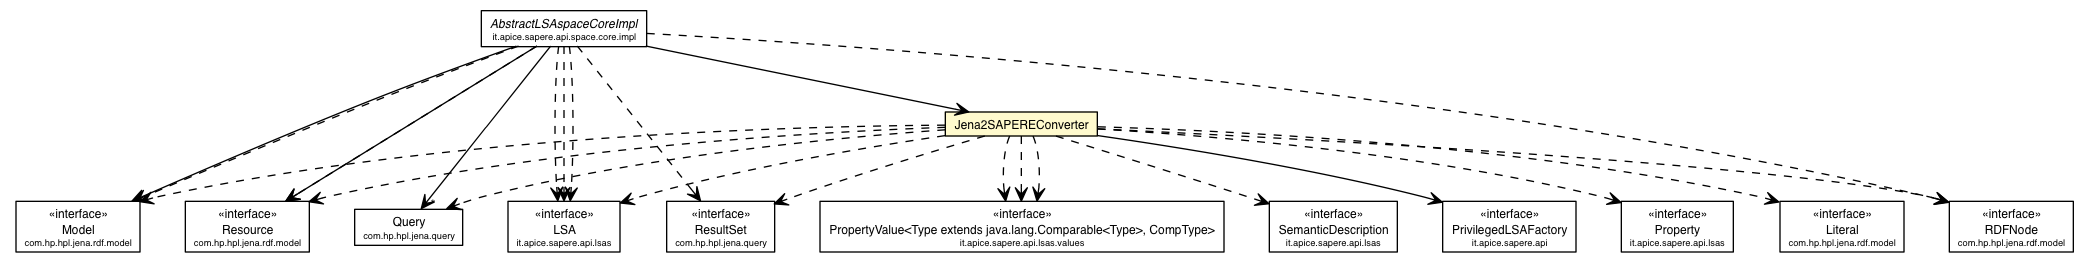 AbstractLSAspaceCoreImpl
it.apice.sapere.api.space.core.impl
Jena2SAPEREConverter
«interface»
Model
com.hp.hpl.jena.rdf.model
«interface»
Resource
com.hp.hpl.jena.rdf.model
Query
com.hp.hpl.jena.query
«interface»
LSA
it.apice.sapere.api.lsas
«interface»
ResultSet
com.hp.hpl.jena.query
«interface»
PropertyValue<Type extends java.lang.Comparable<Type>, CompType>
it.apice.sapere.api.lsas.values
«interface»
SemanticDescription
it.apice.sapere.api.lsas
«interface»
PrivilegedLSAFactory
it.apice.sapere.api
«interface»
Property
it.apice.sapere.api.lsas
«interface»
Literal
com.hp.hpl.jena.rdf.model
«interface»
RDFNode
com.hp.hpl.jena.rdf.model